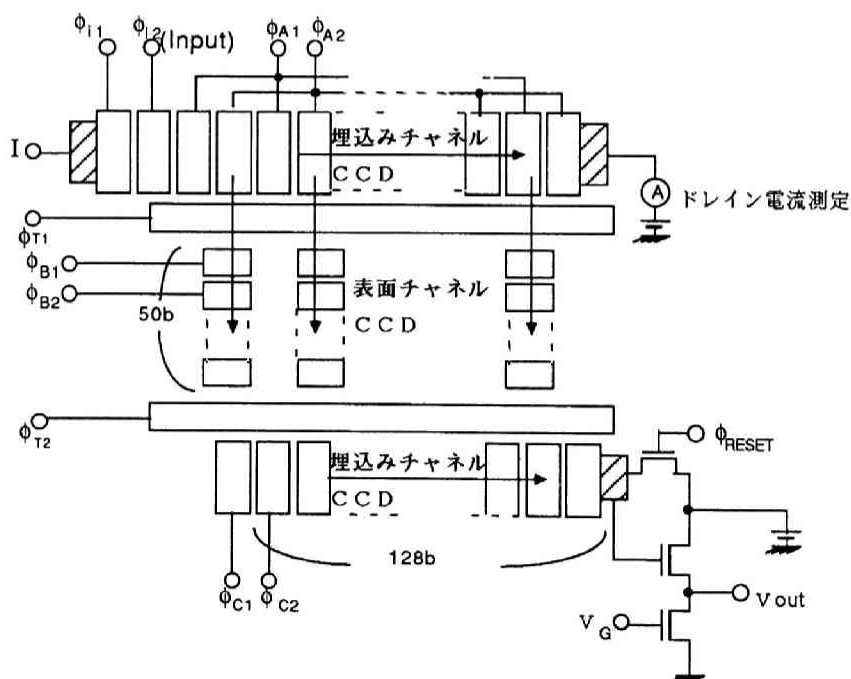 φi1
φI2 (Input)
φA1
φA2
埋込みチャネル
CCD
I
A
ドレイン電流測定
φT1
φB1
φB2
50b
表面チャネル
CCD
φT2
φRESET
埋込みチャネル
CCD
128b
φC1
φC2
Vout
VG